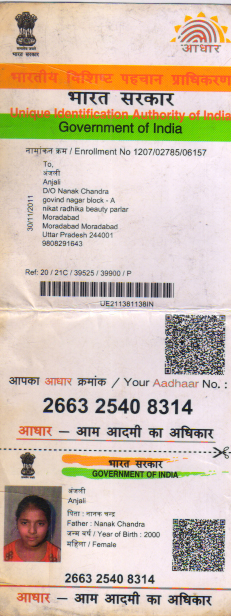 भारत सरकार
आधार
भारतीय विशिष्ट पहचान प्राधिकरण
भारत सरकार
Unique Identification Authority of India
Government of India
नामांकन क्रम / Enrollment No 1207/02785/06157
30/11/2011
To,
अंजली
Anjali
D/O Nanak Chandra
govind nagar block - A
nikat radhika beauty parlar
Moradabad
Moradabad Moradabad
Uttar Pradesh 244001
9808291643
Ref: 20 / 21C / 39525 / 39900 / P
UE211381138IN
आपका आधार क्रमांक / Your Aadhaar No. :
2663 2540 8314
आधार — आम आदमी का अधिकार
भारत सरकार
GOVERNMENT OF INDIA
अंजली
Anjali
पिता : नानक चन्द्र
Father : Nanak Chandra
जन्म वर्ष / Year of Birth : 2000
महिला / Female
2663 2540 8314
आधार — आम आदमी का अधिकार